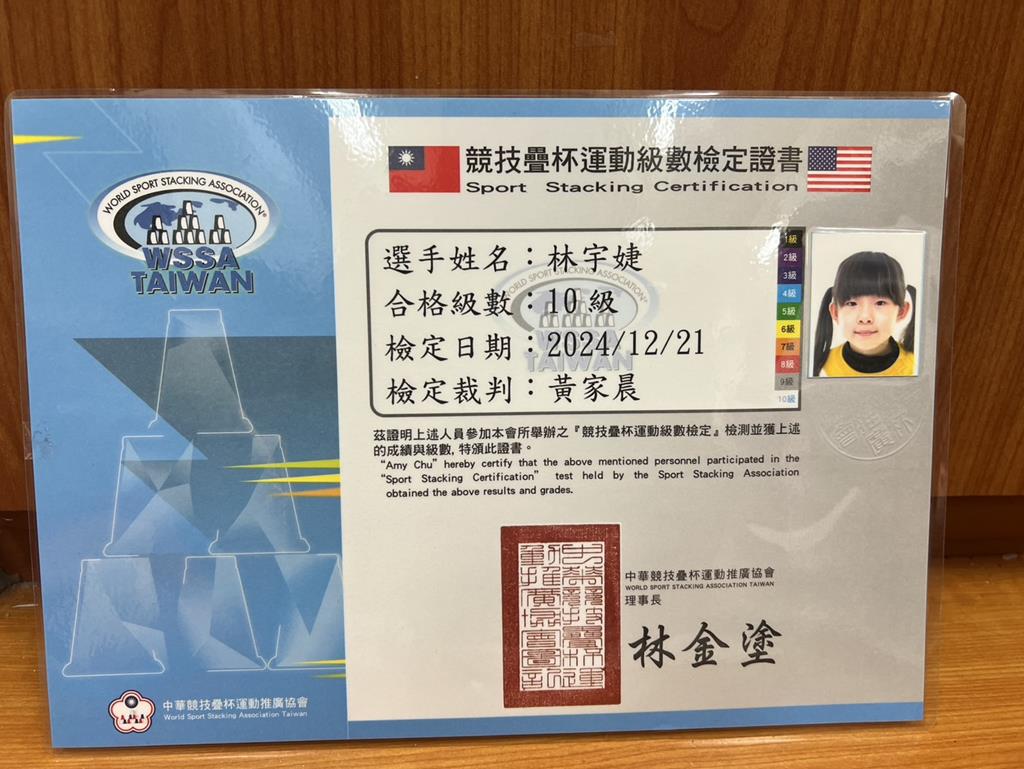 WORLD SPORT STACKING ASSOCIATION®
WSSA
TAIWAN
中華競技疊杯運動推廣協會
World Sport Stacking Association Taiwan
競技疊杯運動級數檢定證書
Sport Stacking Certification
選手姓名：林宇婕
合格級數：10級
檢定日期：2024/12/21
檢定裁判：黃家晨
1級
2級
3級
4級
5級
6級
7級
8級
9級
10級
WORLD SPORT STACKING ASSOCIATION
WSSA
TAIWAN
茲證明上述人員參加本會所舉辦之『競技疊杯運動級數檢定』檢測並獲上述
的成績與級數，特頒此證書。
“Amy Chu” hereby certify that the above mentioned personnel participated in the
“Sport Stacking Certification” test held by the Sport Stacking Association
obtained the above results and grades.
中華競技疊杯運動推廣協會
WORLD SPORT STACKING ASSOCIATION TAIWAN
理事長
林金塗